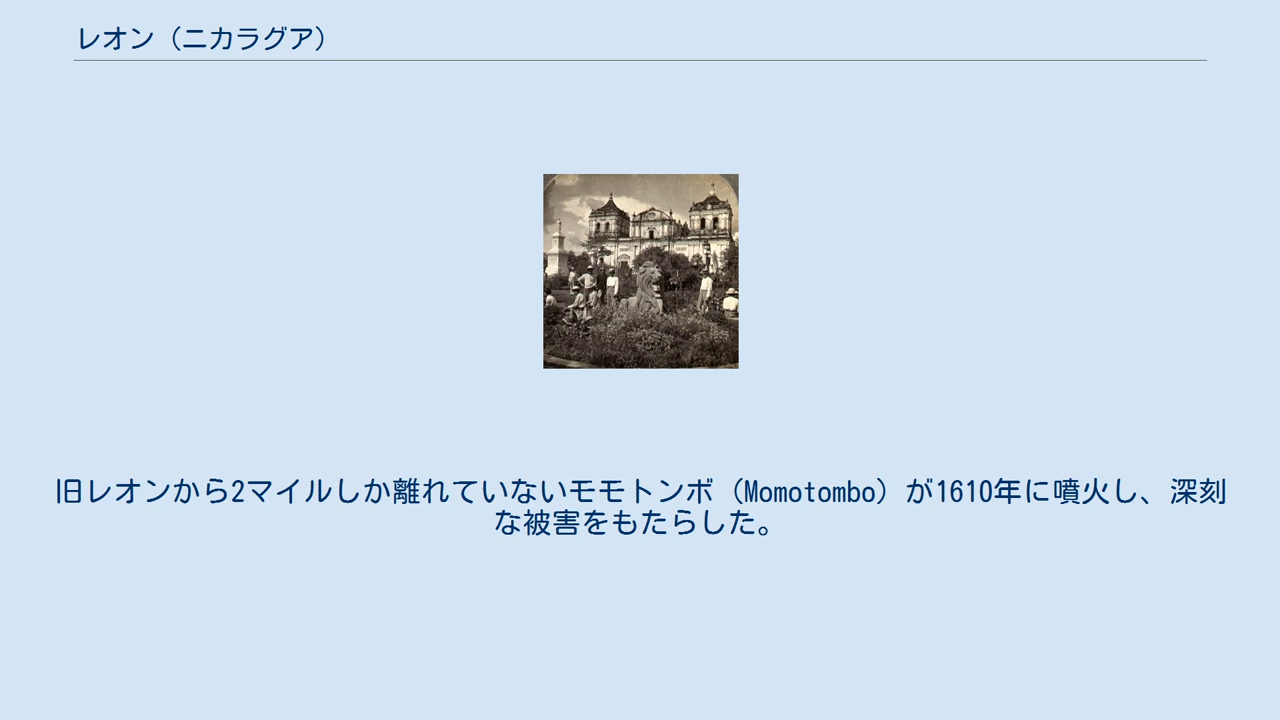 レオン（ニカラグア）
旧レオンから2マイルしか離れていないモモトンボ（Momotombo）が1610年に噴火し、深刻
な被害をもたらした。